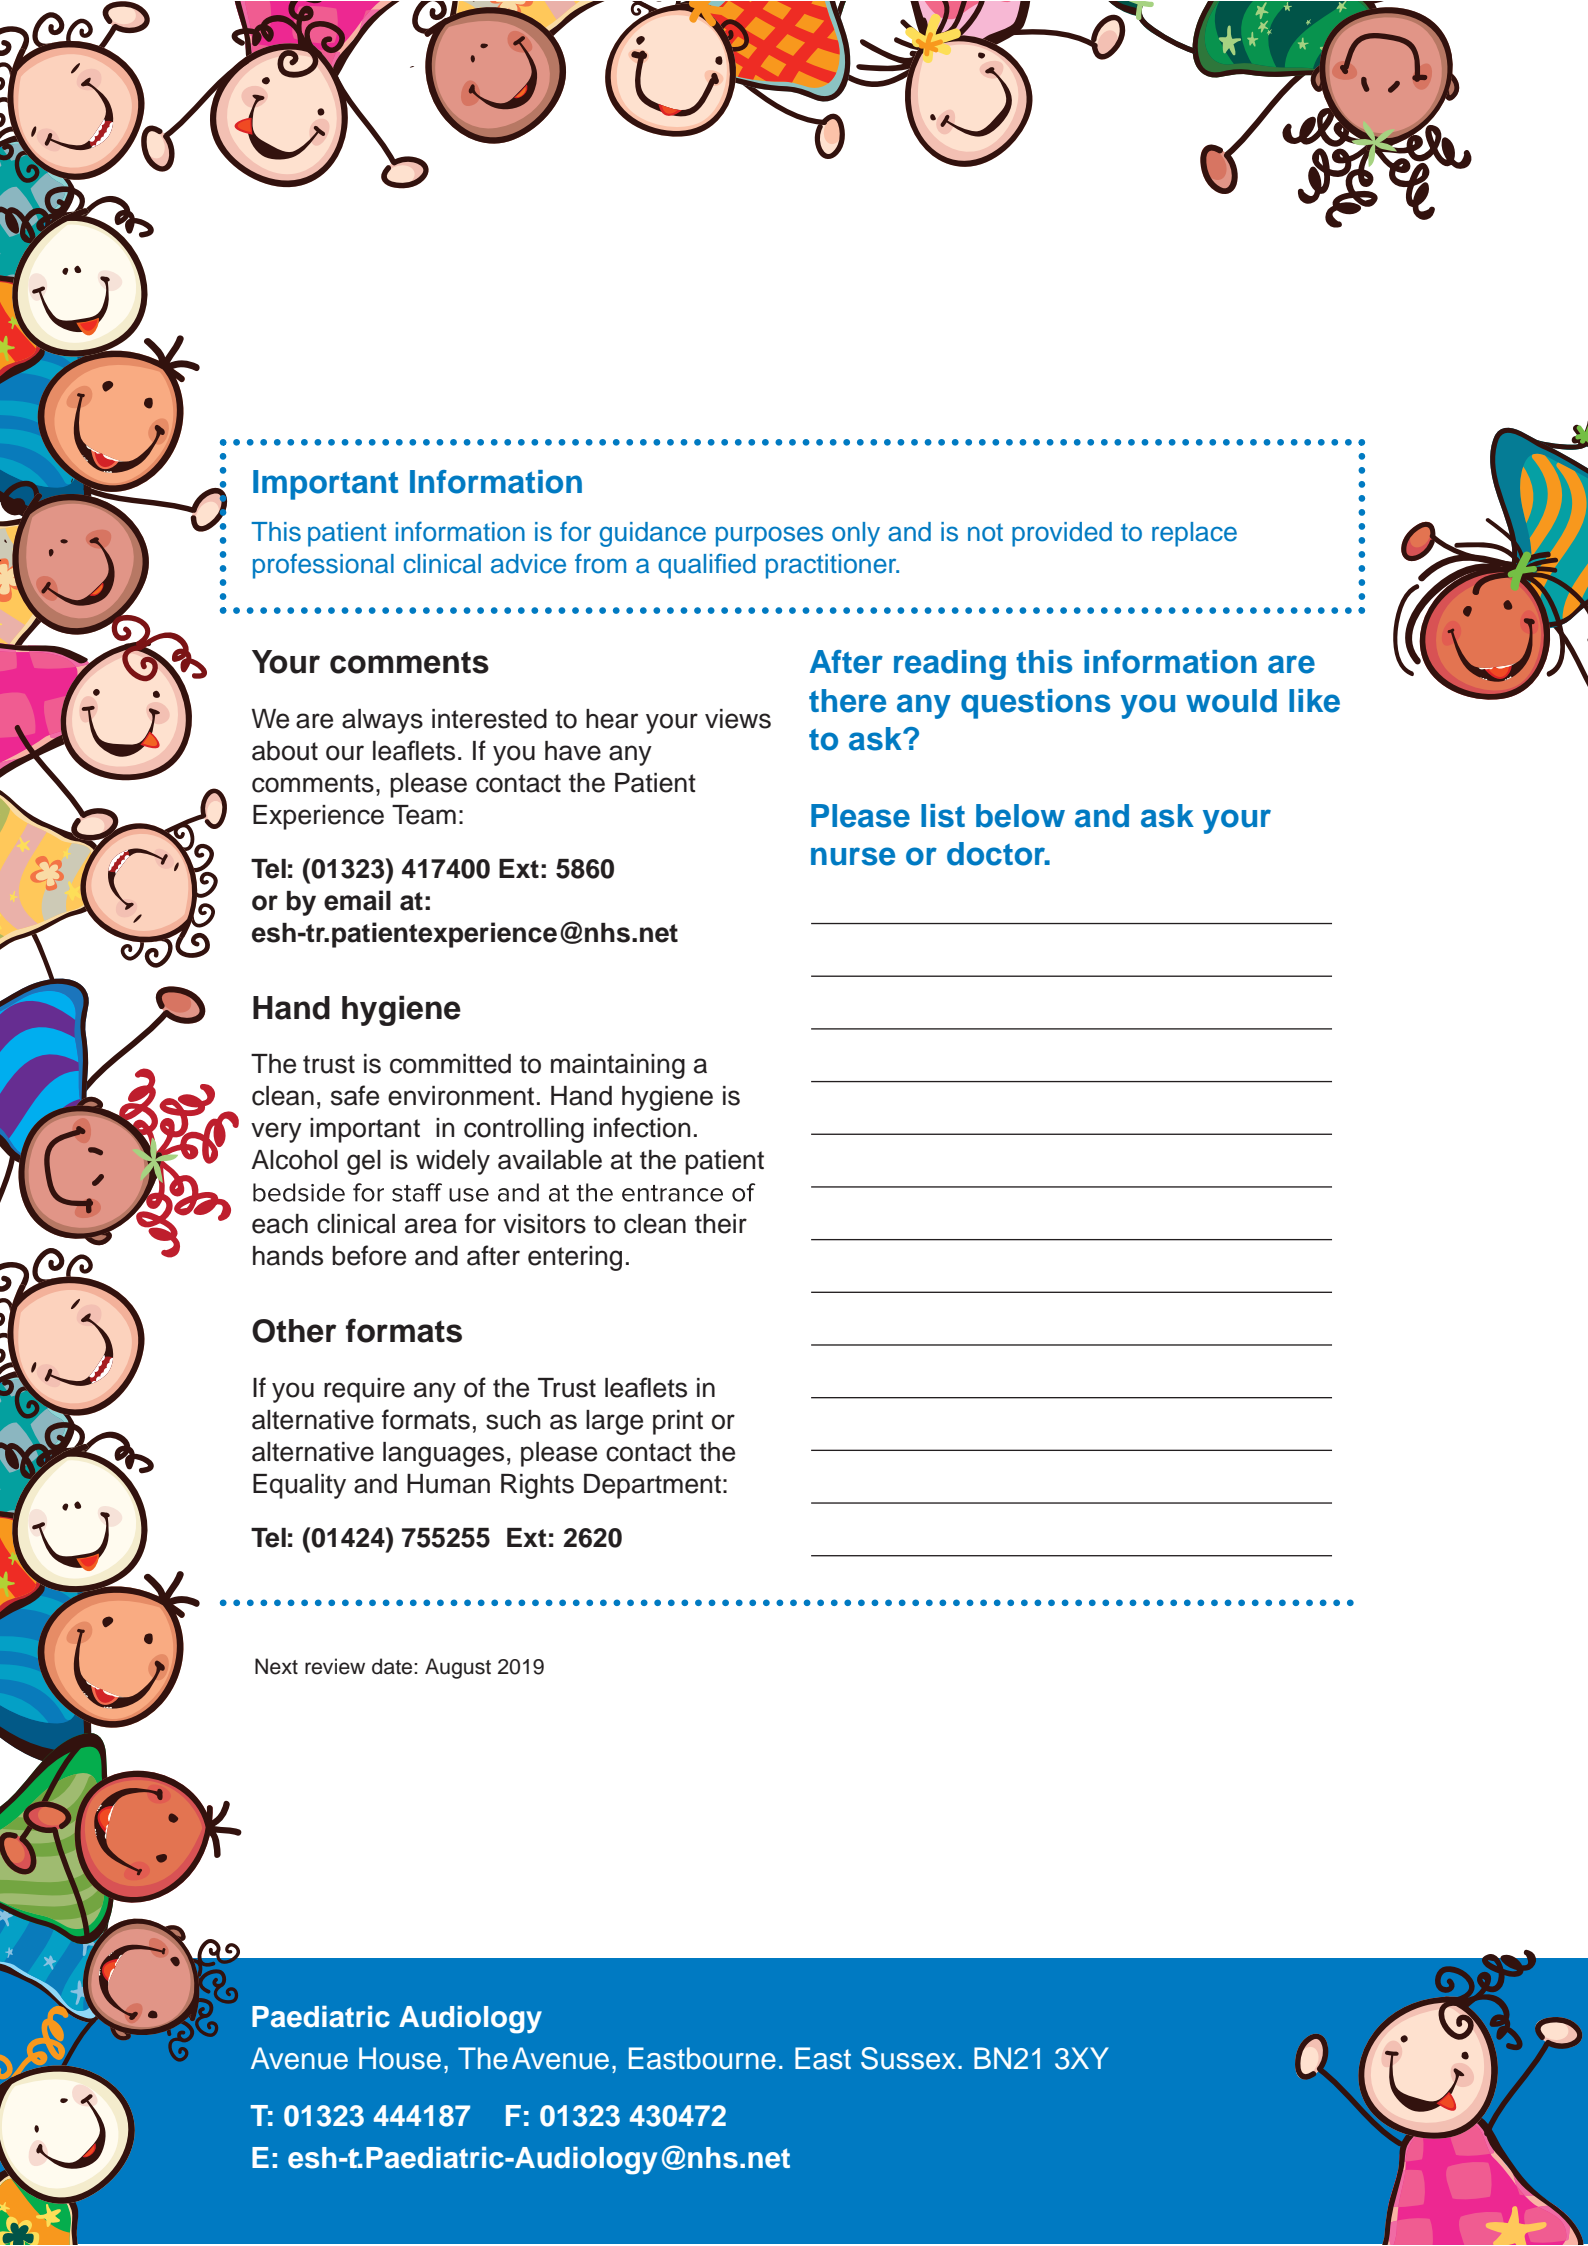 Important Information
This patient information is for guidance purposes only and is not provided to replace
professional clinical advice from a qualified practitioner.
Your comments
We are always interested to hear your views
about our leaflets. If you have any
comments, please contact the Patient
Experience Team:
Tel: (01323) 417400 Ext: 5860
or by email at:
esh-tr.patientexperience@nhs.net
Hand hygiene
The trust is committed to maintaining a
clean, safe environment. Hand hygiene is
very important in controlling infection.
Alcohol gel is widely available at the patient
bedside for staff use and at the entrance of
each clinical area for visitors to clean their
hands before and after entering.
Other formats
If you require any of the Trust leaflets in
alternative formats, such as large print or
alternative languages, please contact the
Equality and Human Rights Department:
Tel: (01424) 755255 Ext: 2620
After reading this information are
there any questions you would like
to ask?
Please list below and ask your
nurse or doctor.
Next review date: August 2019
Paediatric Audiology
Avenue House, The Avenue, Eastbourne. East Sussex. BN21 3XY
T: 01323 444187 F: 01323 430472
E: esh-t.Paediatric-Audiology@nhs.net